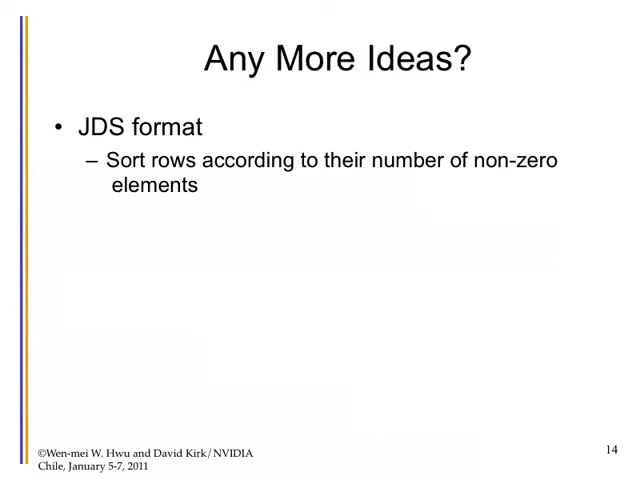 Any More Ideas?
• JDS format
– Sort rows according to their number of non-zero
elements
©Wen-mei W. Hwu and David Kirk/NVIDIA
Chile, January 5-7, 2011
14